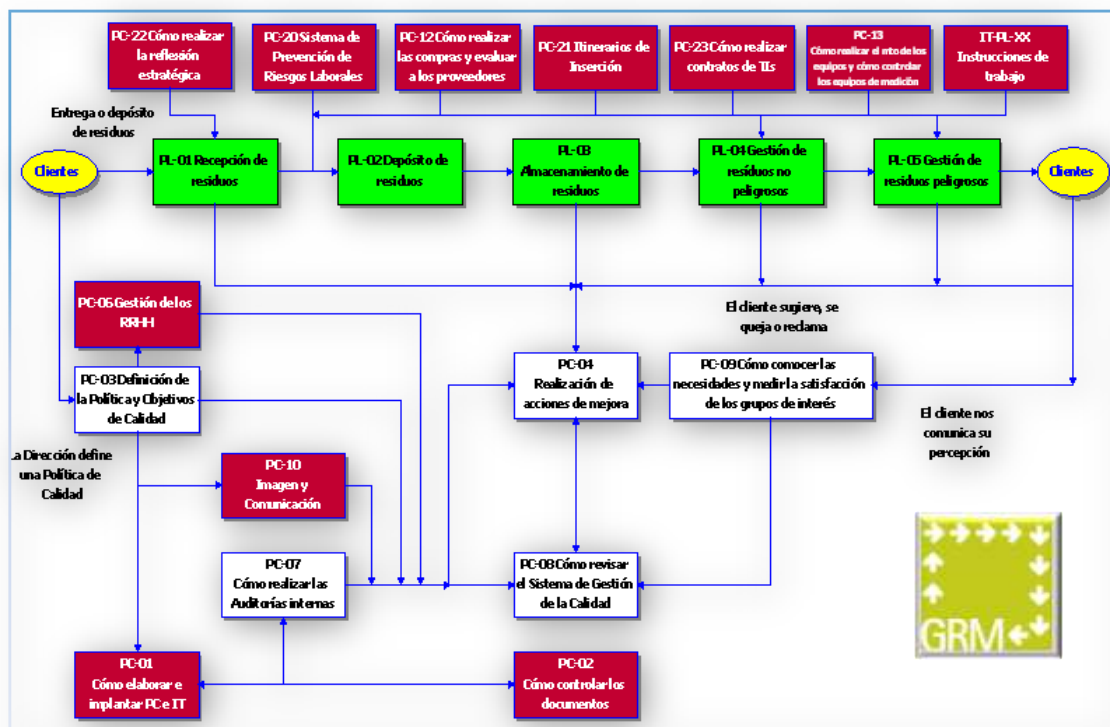 PC-22 Cómo realizar
la reflexión
estratégica
PC-20 Sistema de
Prevención de
Riesgos Laborales
PC-12 Cómo realizar
las compras y evaluar
a los proveedores
PC-21 Itinerarios de
Inserción
PC-23 Cómo realizar
contratos de TIs
PC-13
Cómo realizar el mto de los
equipos y cómo controlar
los equipos de medición
IT-PL-XX
Instrucciones de
trabajo
Entrega o depósito
de residuos
Clientes
PL-01 Recepción de
residuos
PL-02 Depósito de
residuos
PL-03
Almacenamiento de
residuos
PL-04 Gestión de
residuos no
peligrosos
PL-05 Gestión de
residuos peligrosos
Clientes
PC-06 Gestión de los
RRHH
El cliente sugiere, se
queja o reclama
PC-03 Definición de
la Política y Objetivos
de Calidad
PC-04
Realización de
acciones de mejora
PC-09 Cómo conocer las
necesidades y medir la satisfacción
de los grupos de interés
El cliente nos
comunica su
percepción
La Dirección define
una Política de
Calidad
PC-10
Imagen y
Comunicación
PC-07
Cómo realizar las
Auditorías internas
PC-08 Cómo revisar
el Sistema de Gestión
de la Calidad
GRM
PC-01
Cómo elaborar e
implantar PC e IT
PC-02
Cómo controlar los
documentos